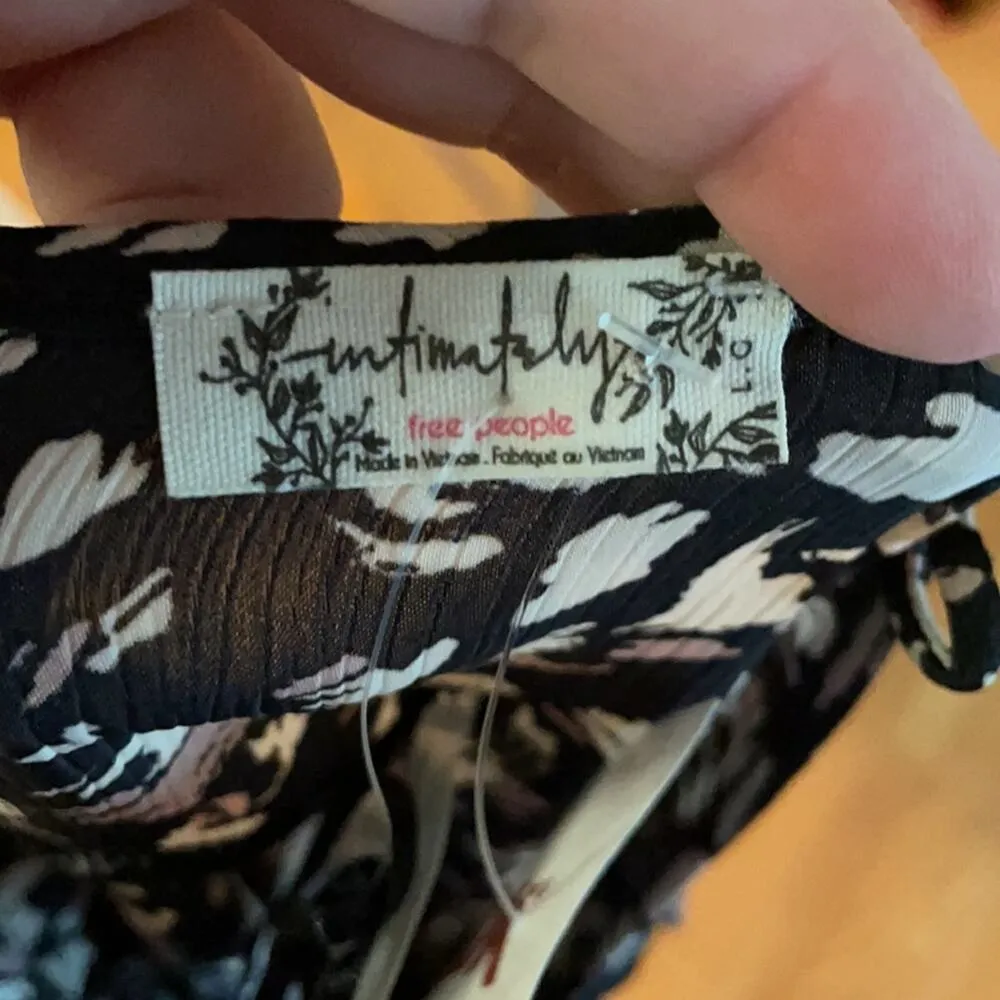 intimately
free people
Made in Vietnam . Fabriqué au Vietnam
L.G